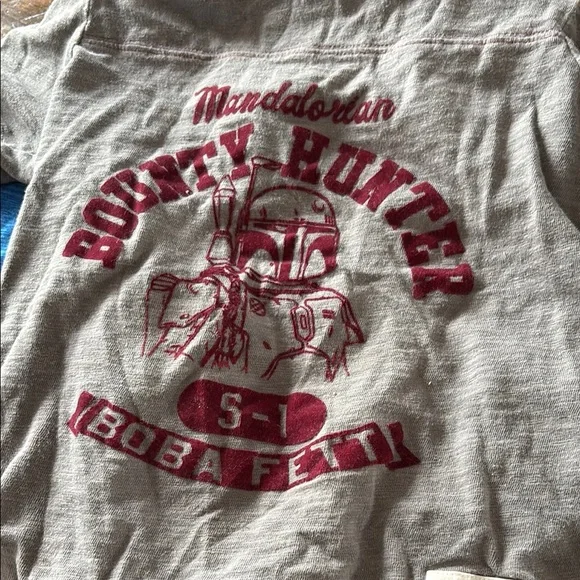 Mandalorian
BOUNTY HUNTER
S-1
BOBA FETT